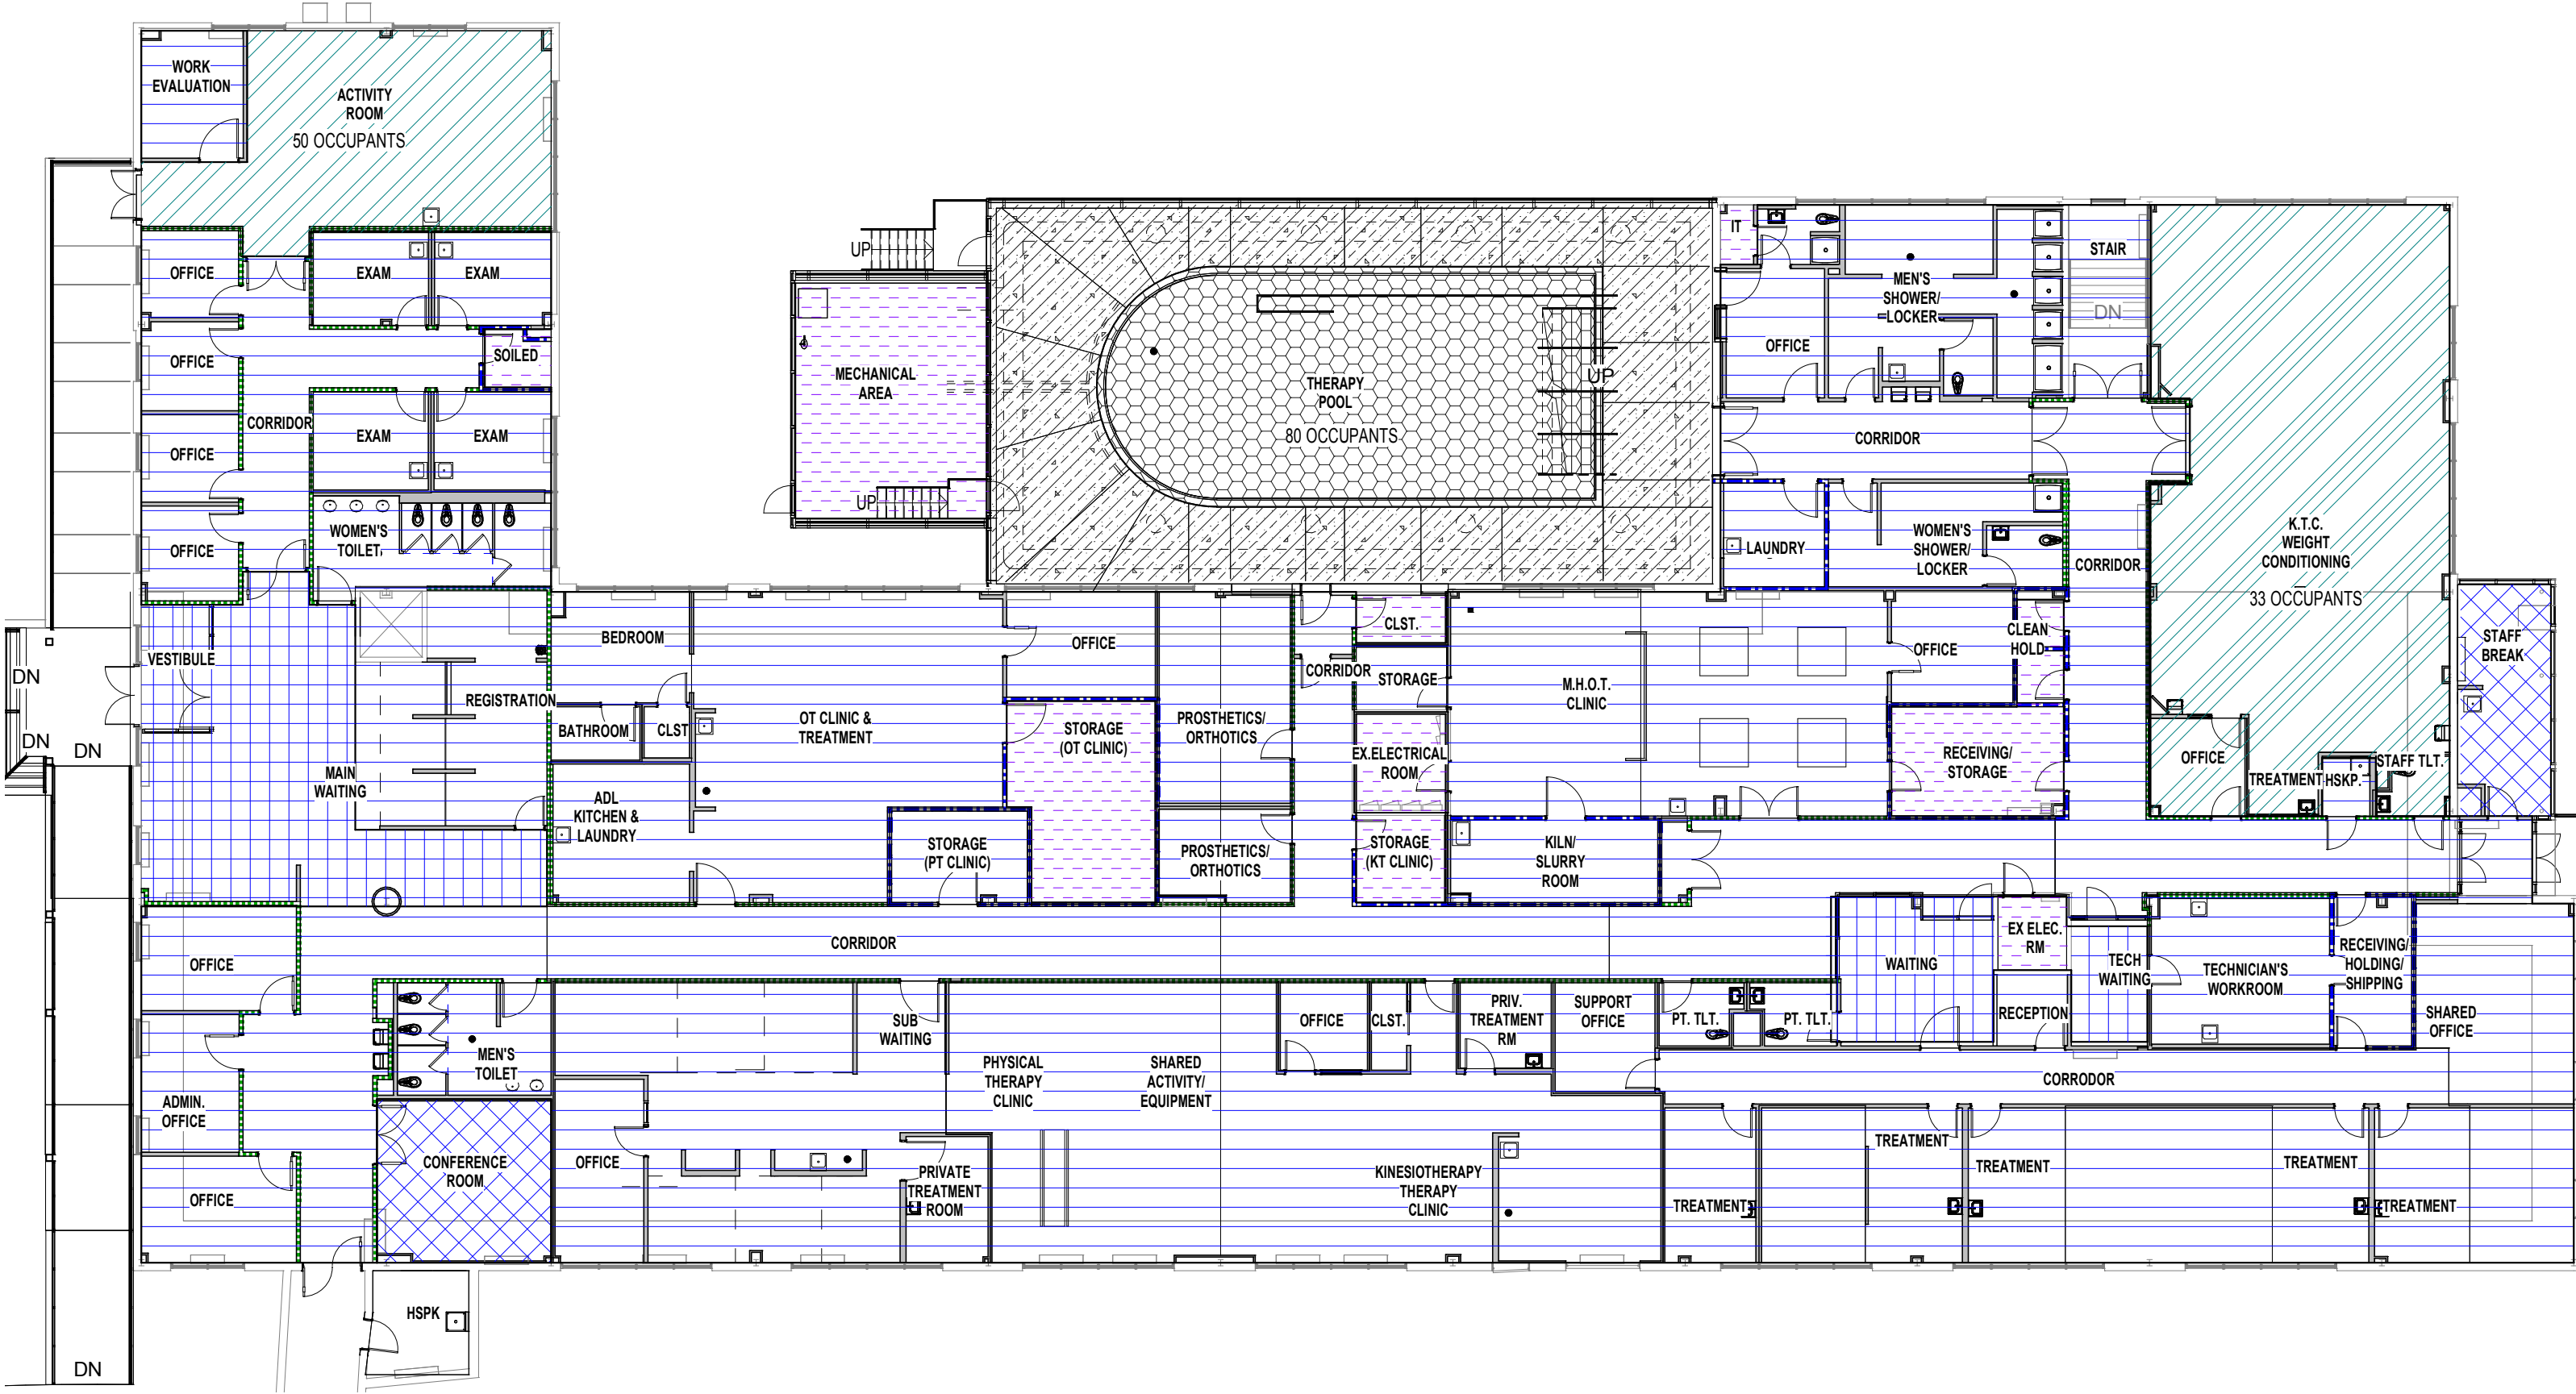 WORK
EVALUATION
ACTIVITY
ROOM
50 OCCUPANTS
OFFICE
EXAM
EXAM
OFFICE
SOILED
CORRIDOR
OFFICE
EXAM
EXAM
OFFICE
WOMEN'S
TOILET
UP
MECHANICAL
AREA
UP
THERAPY
POOL
80 OCCUPANTS
UP
IT
MEN'S
SHOWER/
LOCKER
OFFICE
STAIR
DN
CORRIDOR
LAUNDRY
WOMEN'S
SHOWER/
LOCKER
CORRIDOR
K.T.C.
WEIGHT
CONDITIONING
33 OCCUPANTS
STAFF
BREAK
DN
DN
DN
VESTIBULE
MAIN
WAITING
REGISTRATION
BEDROOM
BATHROOM
CLST
ADL
KITCHEN &
LAUNDRY
OT CLINIC &
TREATMENT
OFFICE
STORAGE
(OT CLINIC)
STORAGE
(PT CLINIC)
PROSTHETICS/
ORTHOTICS
PROSTHETICS/
ORTHOTICS
CORRIDOR
CLST.
STORAGE
EX.ELECTRICAL
ROOM
STORAGE
(KT CLINIC)
M.H.O.T.
CLINIC
KILN/
SLURRY
ROOM
OFFICE
CLEAN
HOLD
RECEIVING/
STORAGE
OFFICE
TREATMENT
HSKP.
STAFF TLT.
OFFICE
CORRIDOR
WAITING
EX ELEC.
RM
RECEPTION
TECH
WAITING
TECHNICIAN'S
WORKROOM
RECEIVING/
HOLDING/
SHIPPING
SHARED
OFFICE
ADMIN.
OFFICE
MEN'S
TOILET
SUB
WAITING
PHYSICAL
THERAPY
CLINIC
SHARED
ACTIVITY/
EQUIPMENT
OFFICE
CLST.
PRIV.
TREATMENT
RM
SUPPORT
OFFICE
PT. TLT.
PT. TLT.
CORRODOR
OFFICE
CONFERENCE
ROOM
OFFICE
PRIVATE
TREATMENT
ROOM
KINESIOTHERAPY
THERAPY
CLINIC
TREATMENT
TREATMENT
TREATMENT
TREATMENT
TREATMENT
HSPK
DN